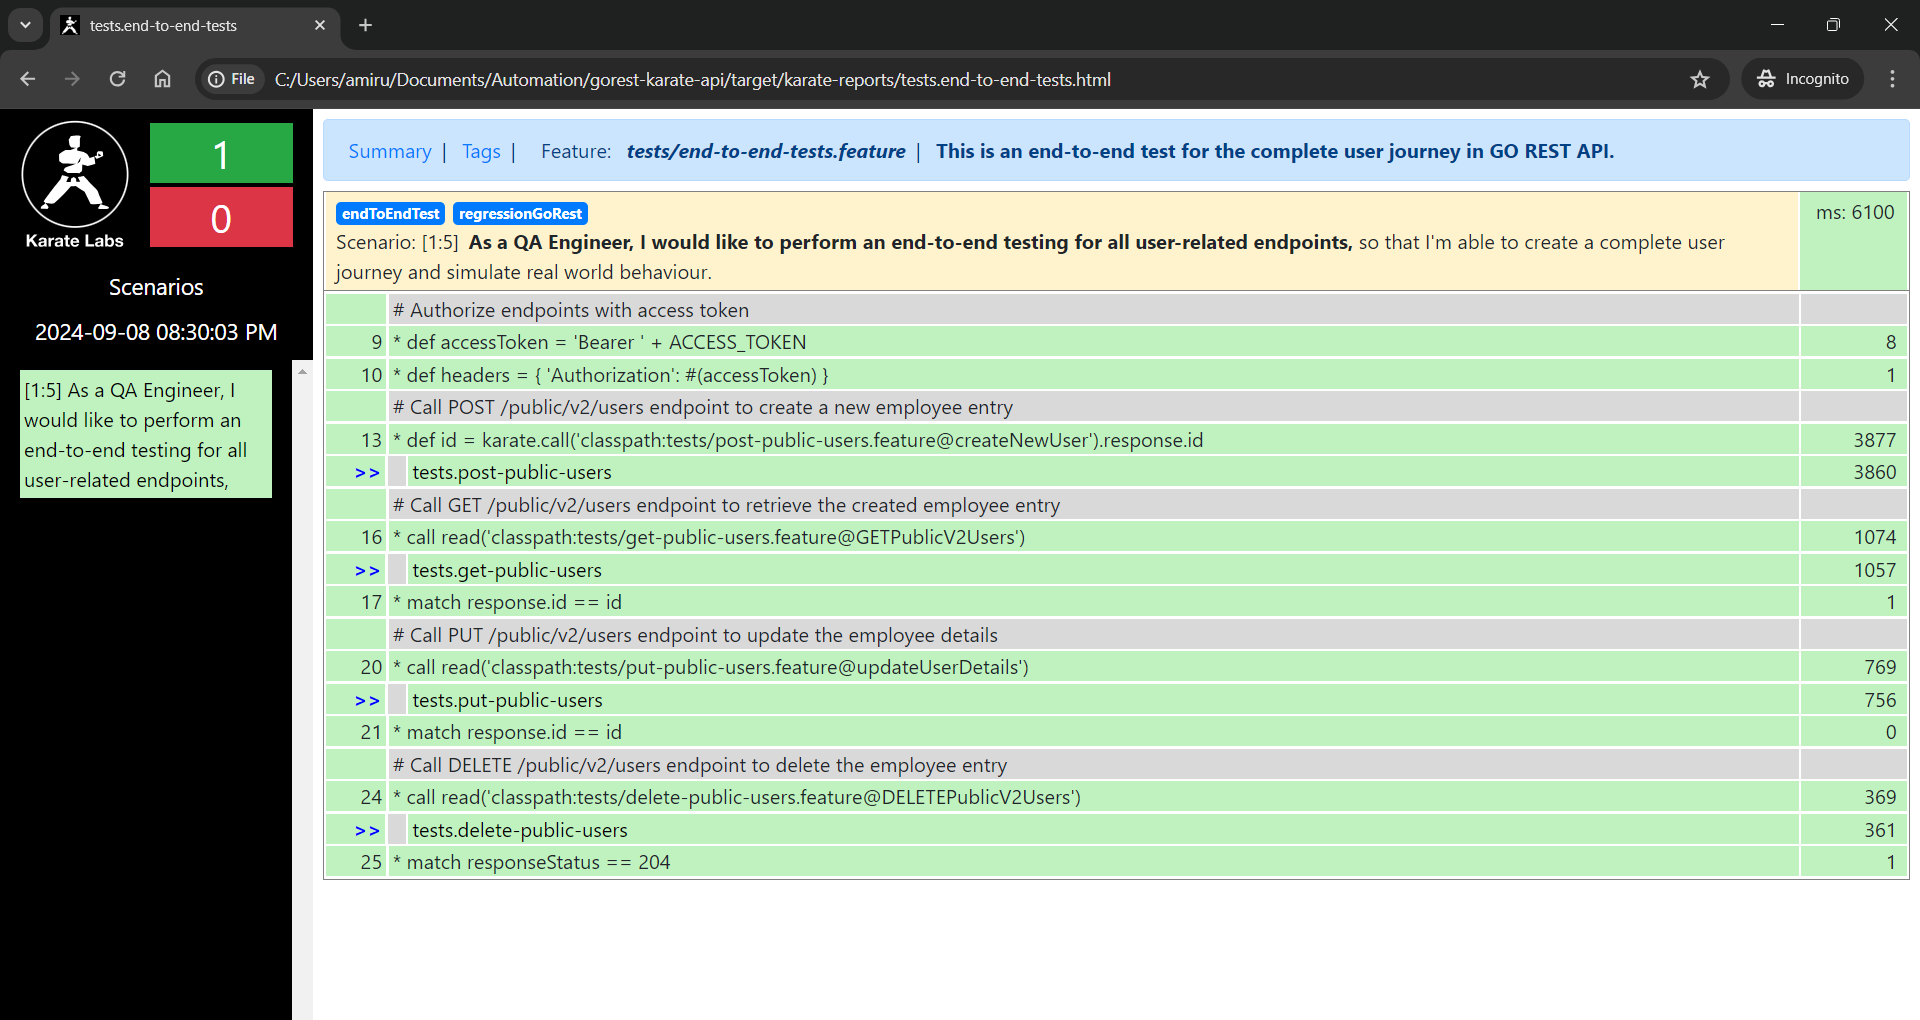 tests.end-to-end-tests
File C:/Users/amiru/Documents/Automation/gorest-karate-api/target/karate-reports/tests.end-to-end-tests.html
Incognito
Karate Labs
1
0
Scenarios
2024-09-08 08:30:03 PM
[1:5] As a QA Engineer, I
would like to perform an
end-to-end testing for all
user-related endpoints,
Summary | Tags | Feature: tests/end-to-end-tests.feature | This is an end-to-end test for the complete user journey in GO REST API.
endToEndTest regressionGoRest
ms: 6100
Scenario: [1:5] As a QA Engineer, I would like to perform an end-to-end testing for all user-related endpoints, so that I'm able to create a complete user
journey and simulate real world behaviour.
# Authorize endpoints with access token
9 * def accessToken = 'Bearer ' + ACCESS_TOKEN 8
10 * def headers = { 'Authorization': #(accessToken) } 1
# Call POST /public/v2/users endpoint to create a new employee entry
13 * def id = karate.call('classpath:tests/post-public-users.feature@createNewUser').response.id 3877
>> tests.post-public-users 3860
# Call GET /public/v2/users endpoint to retrieve the created employee entry
16 * call read('classpath:tests/get-public-users.feature@GETPublicV2Users') 1074
>> tests.get-public-users 1057
17 * match response.id == id 1
# Call PUT /public/v2/users endpoint to update the employee details
20 * call read('classpath:tests/put-public-users.feature@updateUserDetails') 769
>> tests.put-public-users 756
21 * match response.id == id 0
# Call DELETE /public/v2/users endpoint to delete the employee entry
24 * call read('classpath:tests/delete-public-users.feature@DELETEPublicV2Users') 369
>> tests.delete-public-users 361
25 * match responseStatus == 204 1